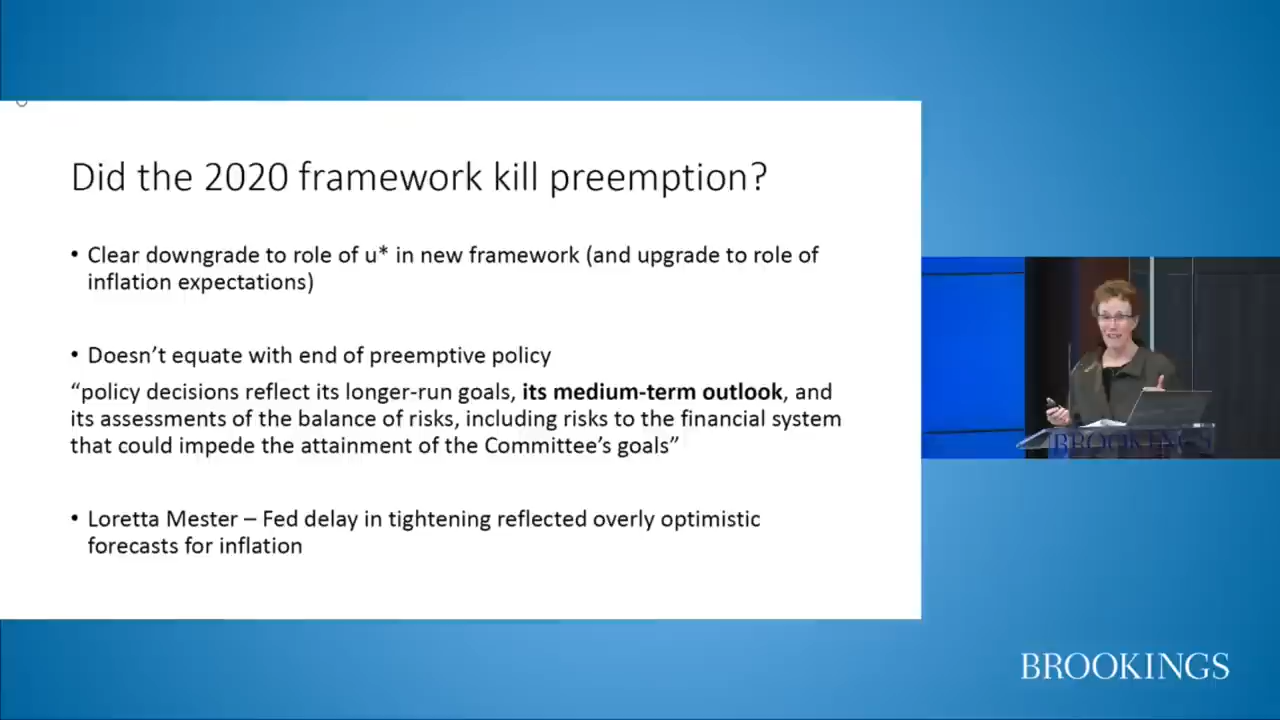 Did the 2020 framework kill preemption?
• Clear downgrade to role of u* in new framework (and upgrade to role of
inflation expectations)
• Doesn’t equate with end of preemptive policy
“policy decisions reflect its longer-run goals, its medium-term outlook, and
its assessments of the balance of risks, including risks to the financial system
that could impede the attainment of the Committee’s goals”
• Loretta Mester – Fed delay in tightening reflected overly optimistic
forecasts for inflation
BROOKINGS
BROOKINGS